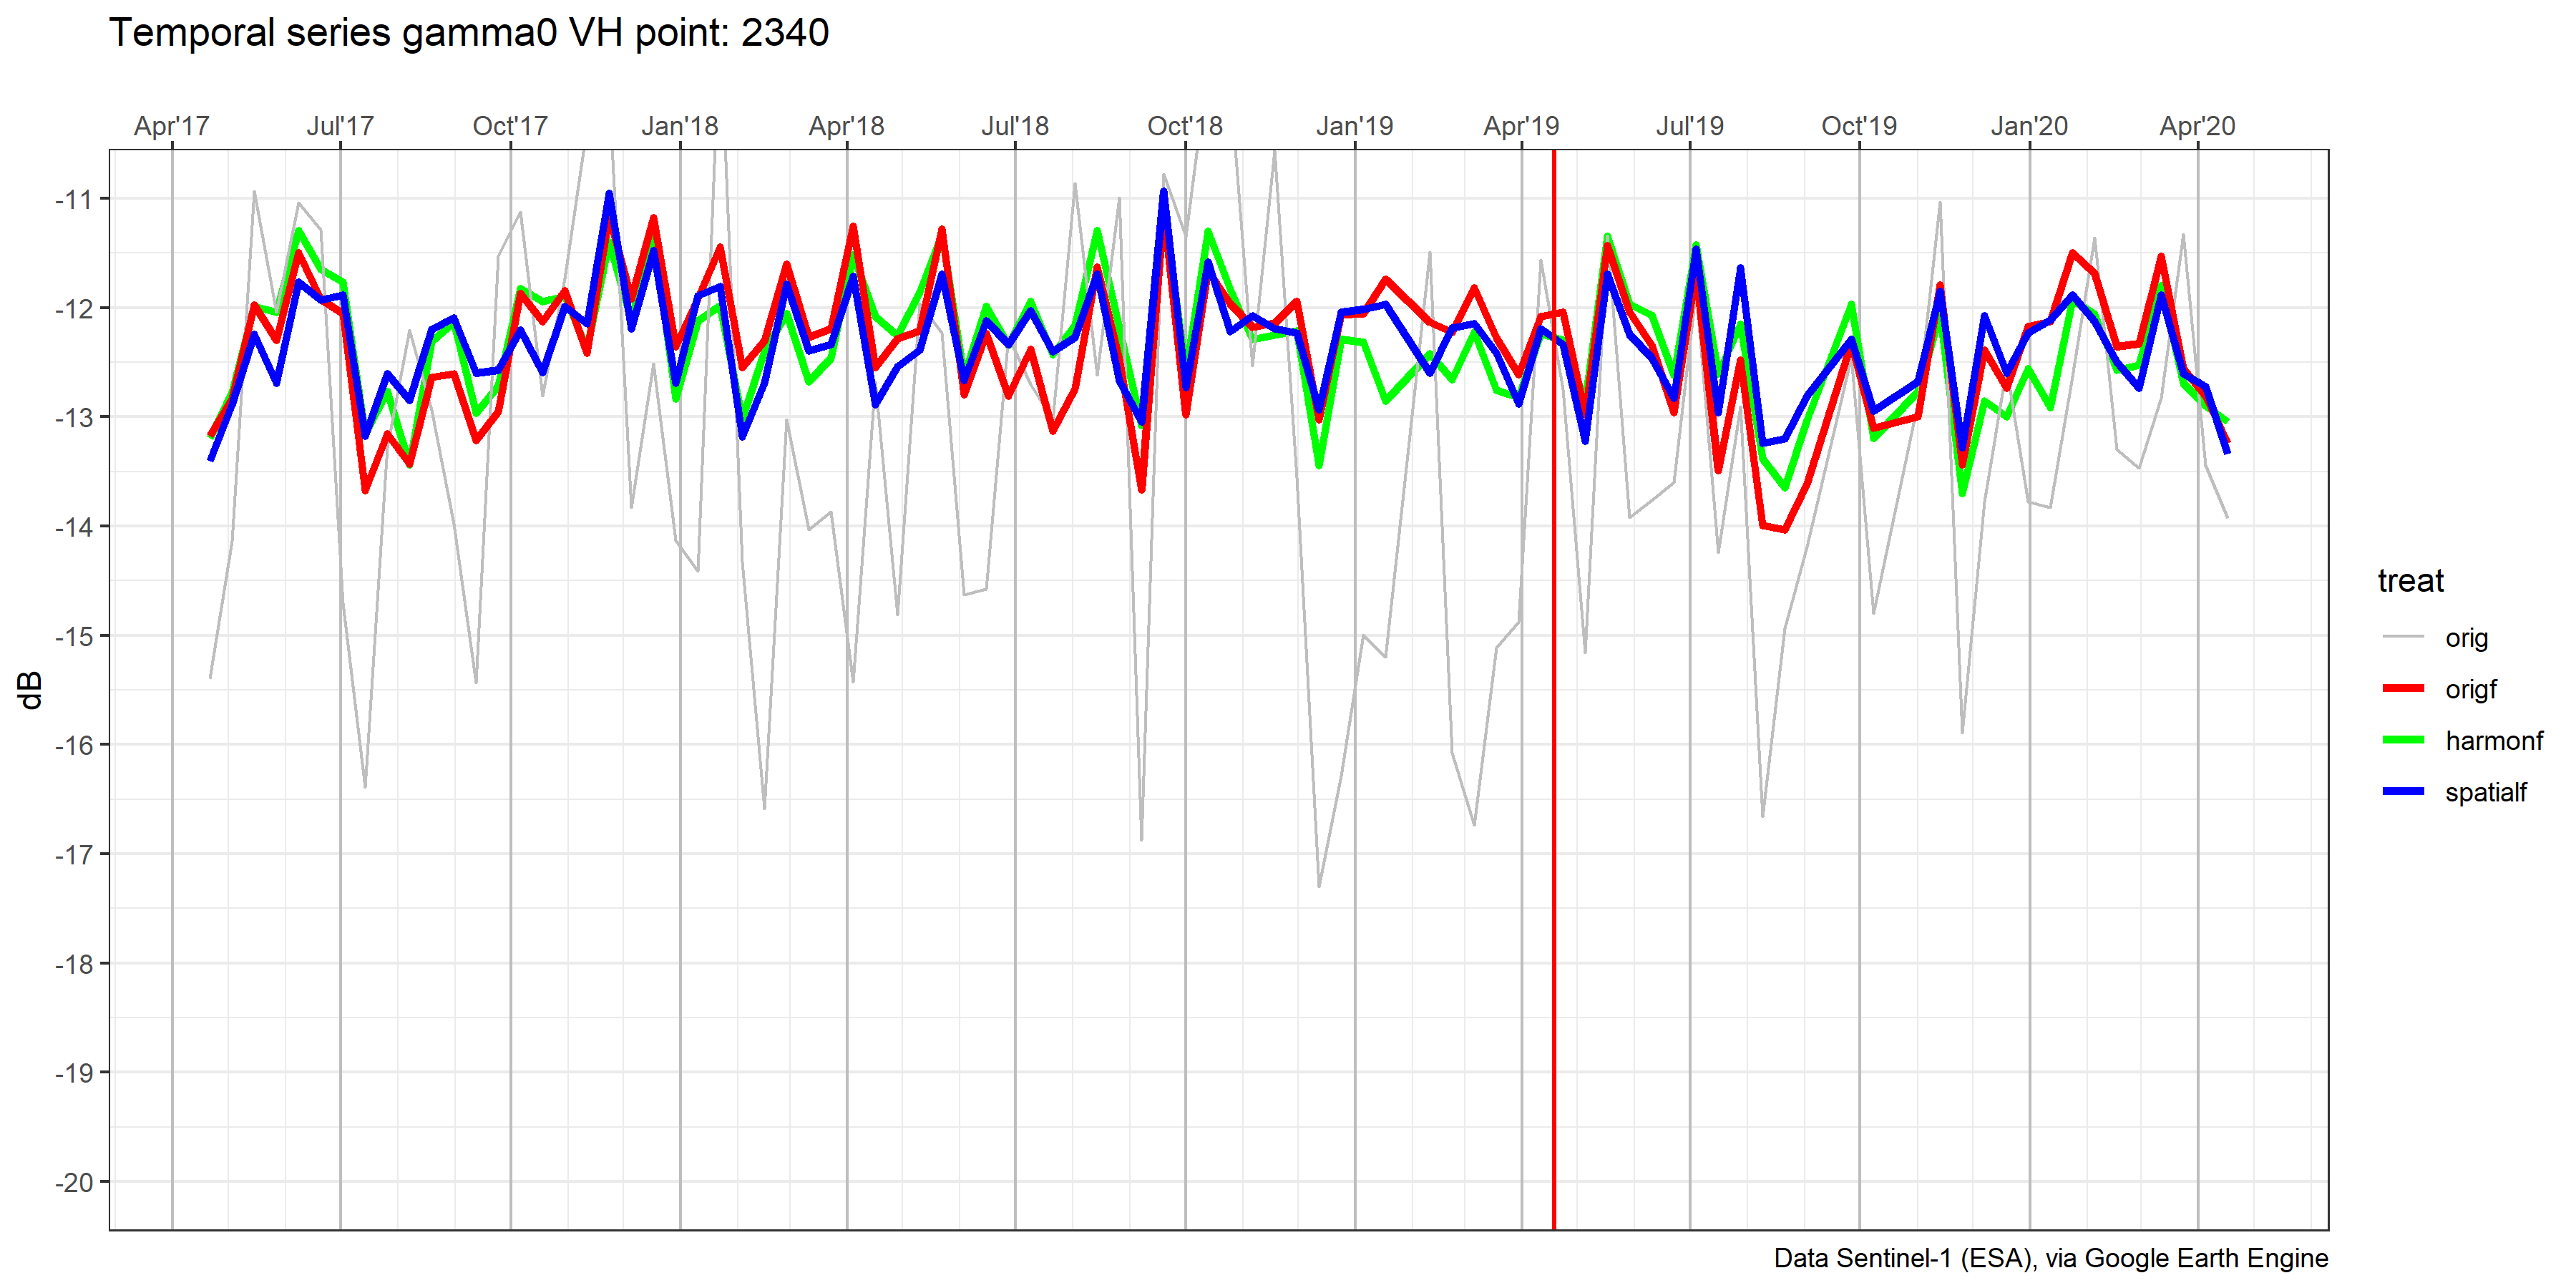 Temporal series gamma0 VH point: 2340
Apr'17 Jul'17 Oct'17 Jan'18 Apr'18 Jul'18 Oct'18 Jan'19 Apr'19 Jul'19 Oct'19 Jan'20 Apr'20
-11
-12
-13
-14
-15
-16
-17
-18
-19
-20
dB
treat
orig
origf
harmonf
spatialf
Data Sentinel-1 (ESA), via Google Earth Engine